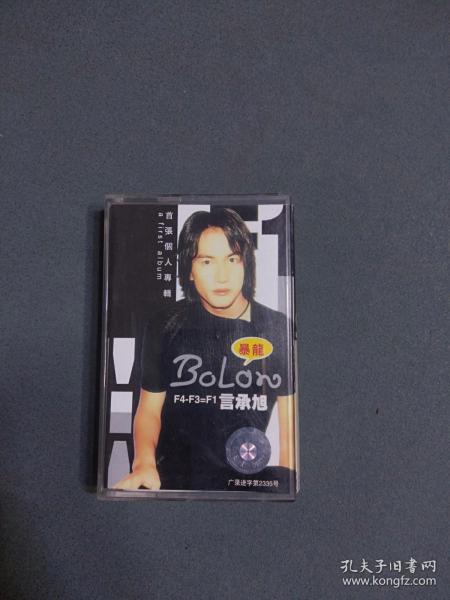 首張個人專輯
a first album
暴龍
BoLon
F4-F3=F1 言承旭
广录进字第2335号
孔夫子旧书网
www.kongfz.com